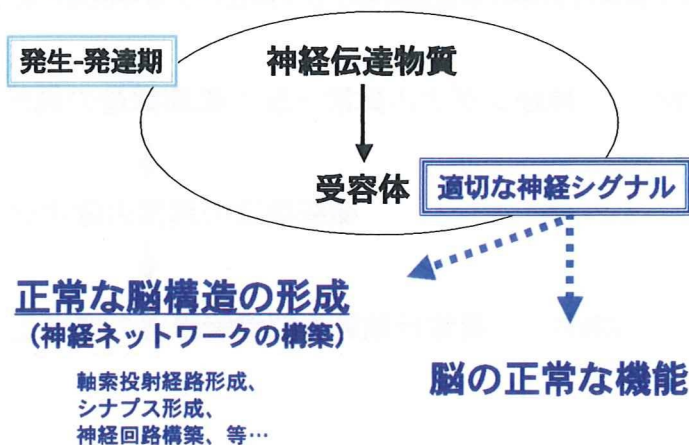 発生-発達期
神経伝達物質
受容体
適切な神経シグナル
正常な脳構造の形成
（神経ネットワークの構築）
軸索投射経路形成、
シナプス形成、
神経回路構築、等…
脳の正常な機能